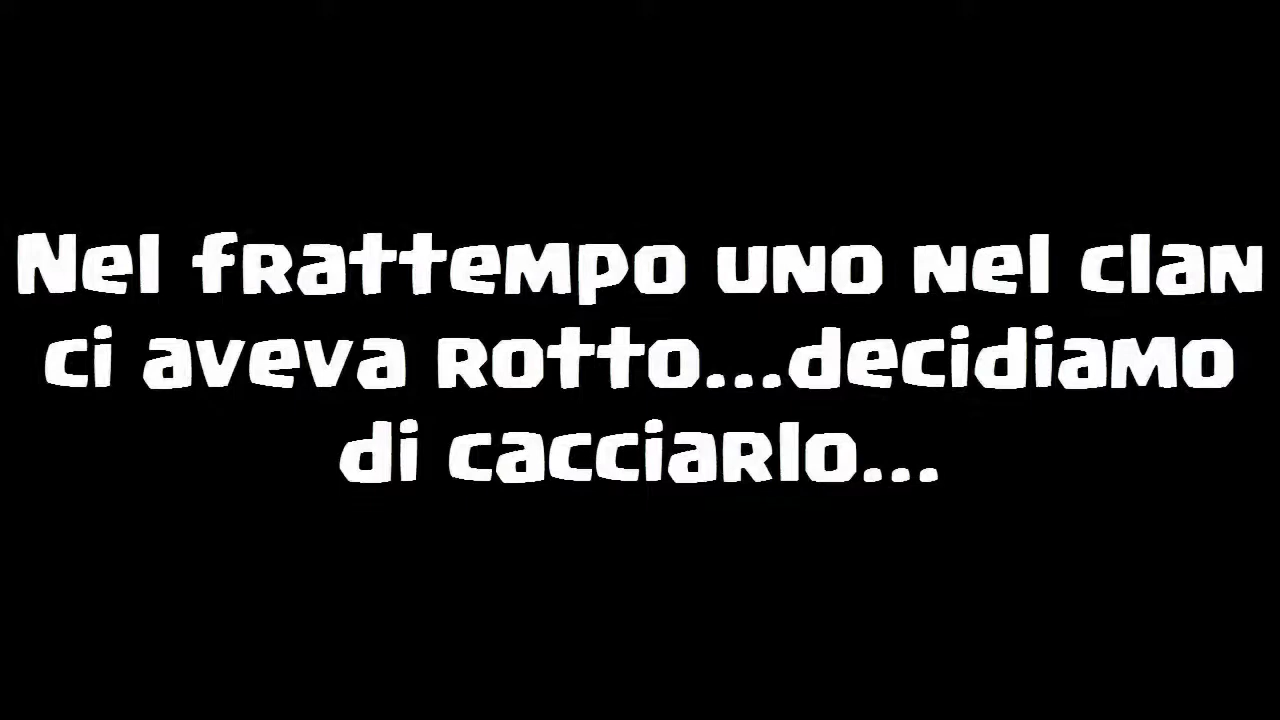 Nel frattempo uno nel clan
ci aveva rotto...decidiamo
di cacciarlo...